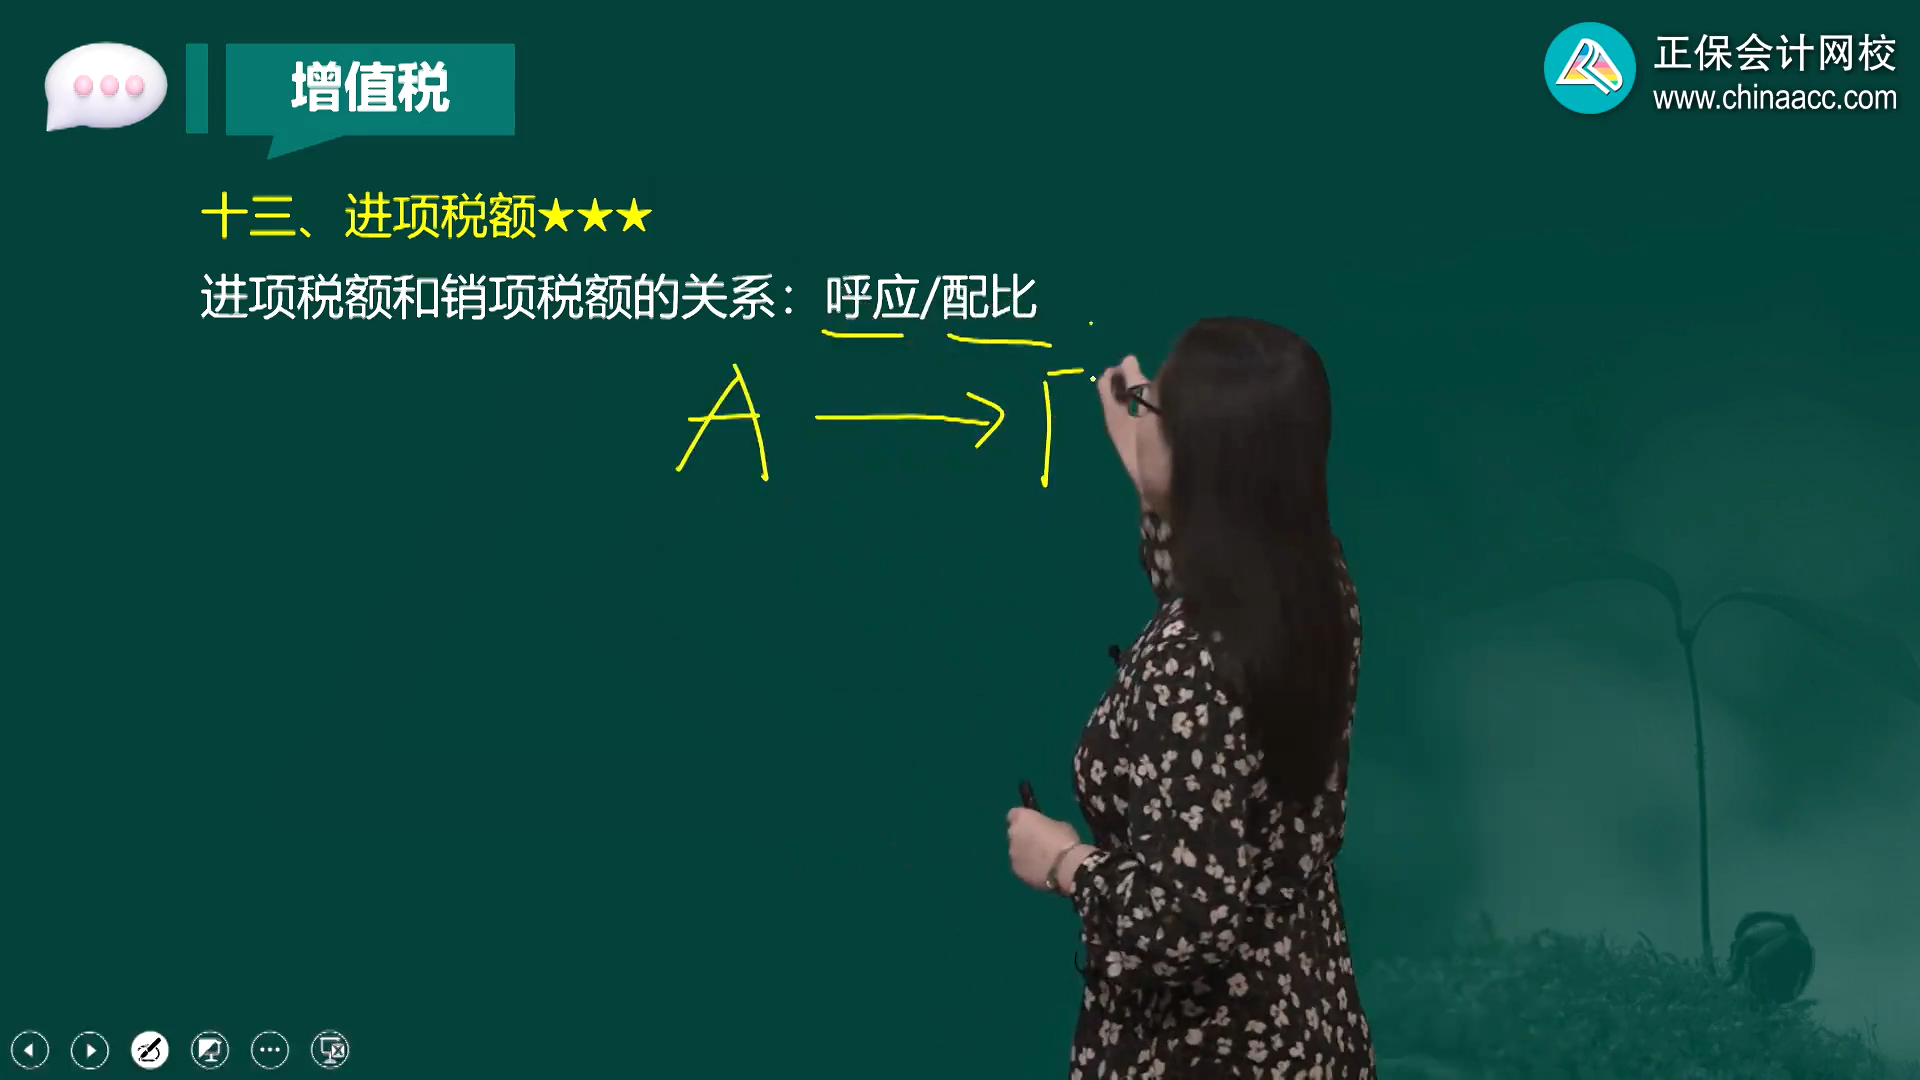 增值税
正保会计网校
www.chinaacc.com
十三、进项税额★★★
进项税额和销项税额的关系：呼应/配比
A →